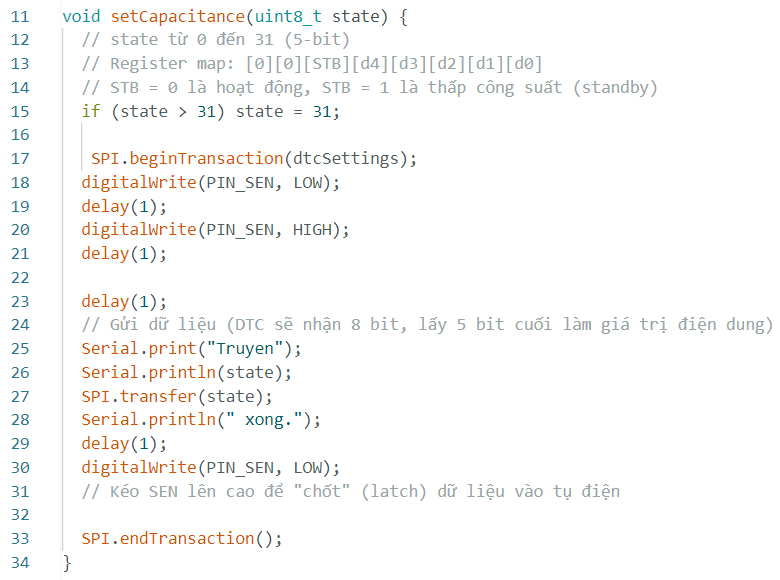 11 void setCapacitance(uint8_t state) {
12 // state từ 0 đến 31 (5-bit)
13 // Register map: [0][0][STB][d4][d3][d2][d1][d0]
14 // STB = 0 là hoạt động, STB = 1 là thấp công suất (standby)
15 if (state > 31) state = 31;
16
17 SPI.beginTransaction(dtcSettings);
18 digitalWrite(PIN_SEN, LOW);
19 delay(1);
20 digitalWrite(PIN_SEN, HIGH);
21 delay(1);
22
23 delay(1);
24 // Gửi dữ liệu (DTC sẽ nhận 8 bit, lấy 5 bit cuối làm giá trị điện dung)
25 Serial.print("Truyen");
26 Serial.println(state);
27 SPI.transfer(state);
28 Serial.println(" xong.");
29 delay(1);
30 digitalWrite(PIN_SEN, LOW);
31 // Kéo SEN lên cao để "chốt" (latch) dữ liệu vào tụ điện
32
33 SPI.endTransaction();
34 }